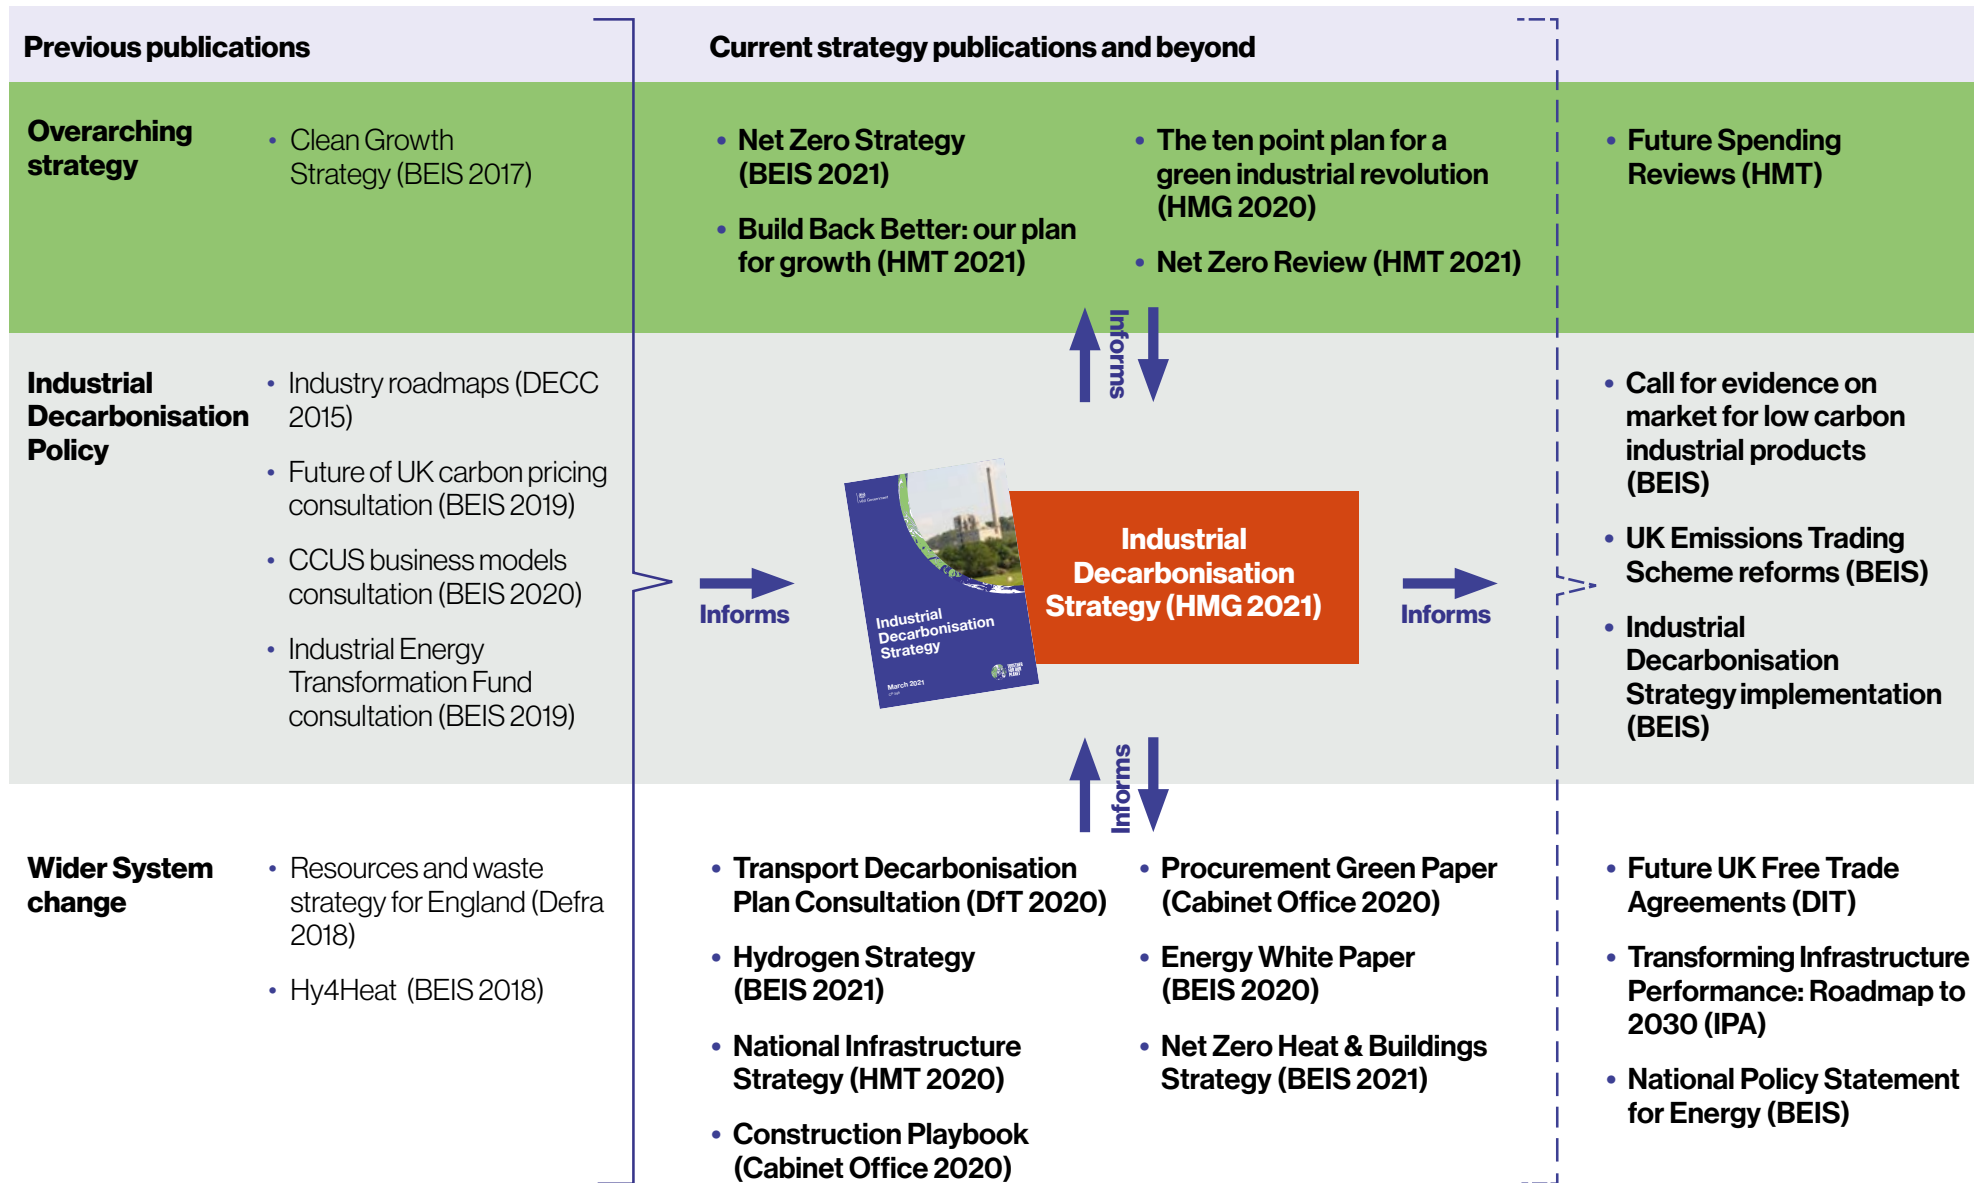 Previous publications
Current strategy publications and beyond
Overarching
strategy
• Clean Growth
Strategy (BEIS 2017)
• Net Zero Strategy
(BEIS 2021)
• Build Back Better: our plan
for growth (HMT 2021)
• The ten point plan for a
green industrial revolution
(HMG 2020)
• Net Zero Review (HMT 2021)
• Future Spending
Reviews (HMT)
Informs
Industrial
Decarbonisation
Policy
• Industry roadmaps (DECC
2015)
• Future of UK carbon pricing
consultation (BEIS 2019)
• CCUS business models
consultation (BEIS 2020)
• Industrial Energy
Transformation Fund
consultation (BEIS 2019)
Informs
HM Government
Industrial
Decarbonisation
Strategy
March 2021
Industrial
Decarbonisation
Strategy (HMG 2021)
Informs
• Call for evidence on
market for low carbon
industrial products
(BEIS)
• UK Emissions Trading
Scheme reforms (BEIS)
• Industrial
Decarbonisation
Strategy implementation
(BEIS)
Informs
Wider System
change
• Resources and waste
strategy for England (Defra
2018)
• Hy4Heat (BEIS 2018)
• Transport Decarbonisation
Plan Consultation (DfT 2020)
• Hydrogen Strategy
(BEIS 2021)
• National Infrastructure
Strategy (HMT 2020)
• Construction Playbook
(Cabinet Office 2020)
• Procurement Green Paper
(Cabinet Office 2020)
• Energy White Paper
(BEIS 2020)
• Net Zero Heat & Buildings
Strategy (BEIS 2021)
• Future UK Free Trade
Agreements (DIT)
• Transforming Infrastructure
Performance: Roadmap to
2030 (IPA)
• National Policy Statement
for Energy (BEIS)